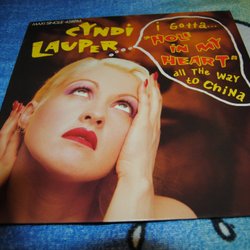 MAXI-SINGLE 45RPM
CYNDI
LAUPER...
i GOTTA...
"HOLE
IN MY
HEART"
all THE WAY
to CHINA